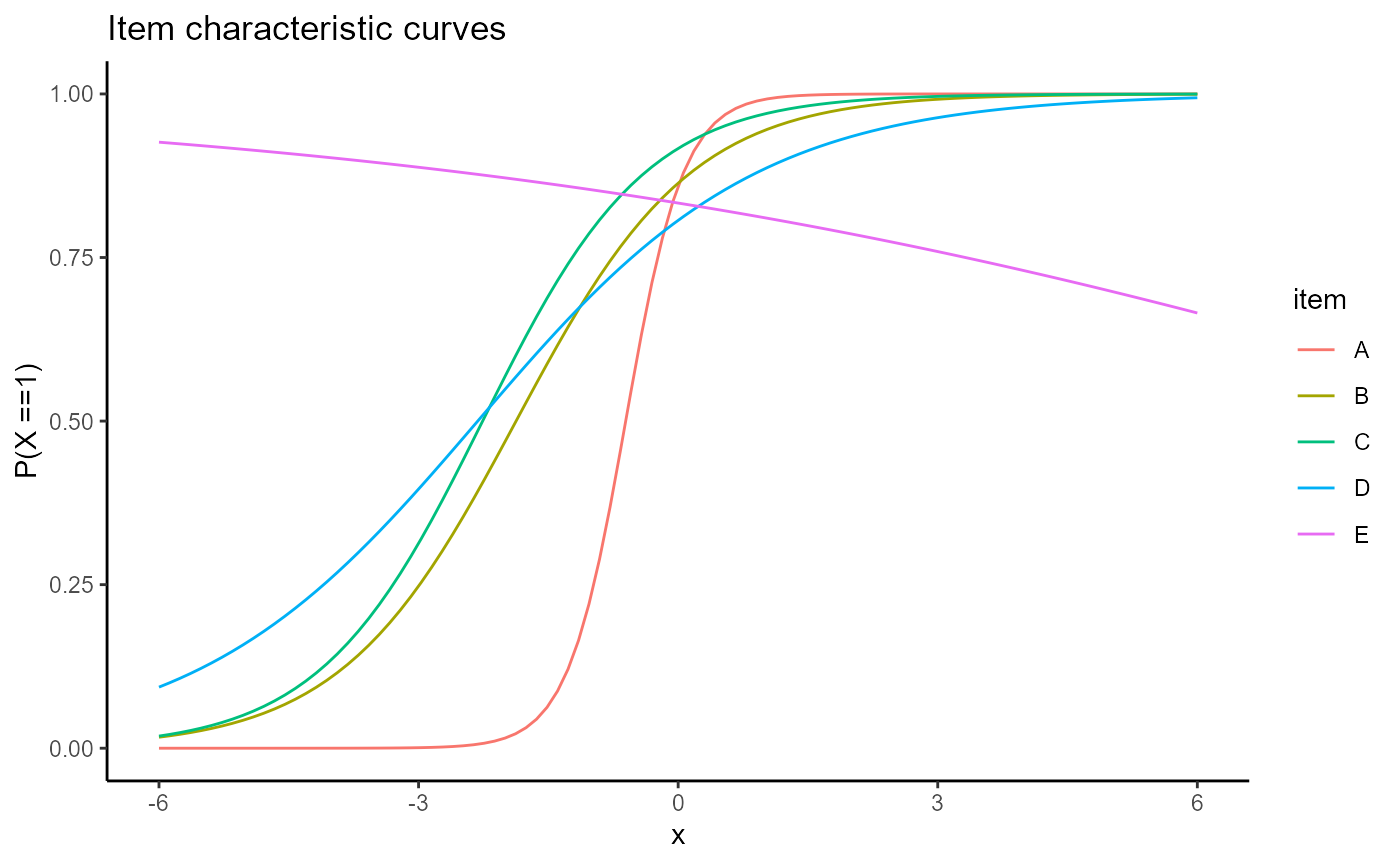 Item characteristic curves
1.00
0.75
0.50
0.25
0.00
P(X ==1)
-6
-3
0
3
6
x
item
A
B
C
D
E